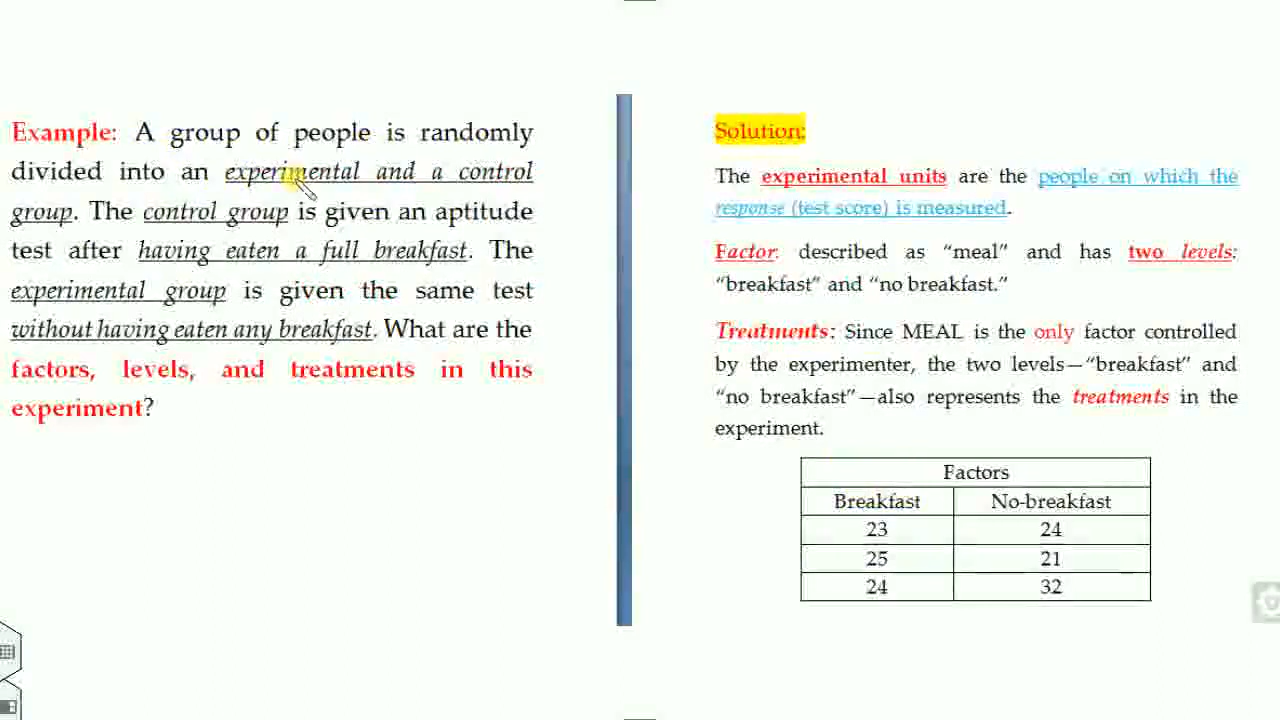 Example: A group of people is randomly
divided into an experimental and a control
group. The control group is given an aptitude
test after having eaten a full breakfast. The
experimental group is given the same test
without having eaten any breakfast. What are the
factors, levels, and treatments in this
experiment?
Solution:
The experimental units are the people on which the
response (test score) is measured.
Factor: described as “meal” and has two levels:
“breakfast” and “no breakfast.”
Treatments: Since MEAL is the only factor controlled
by the experimenter, the two levels—“breakfast” and
“no breakfast”—also represents the treatments in the
experiment.
Factors
Breakfast No-breakfast
23 24
25 21
24 32